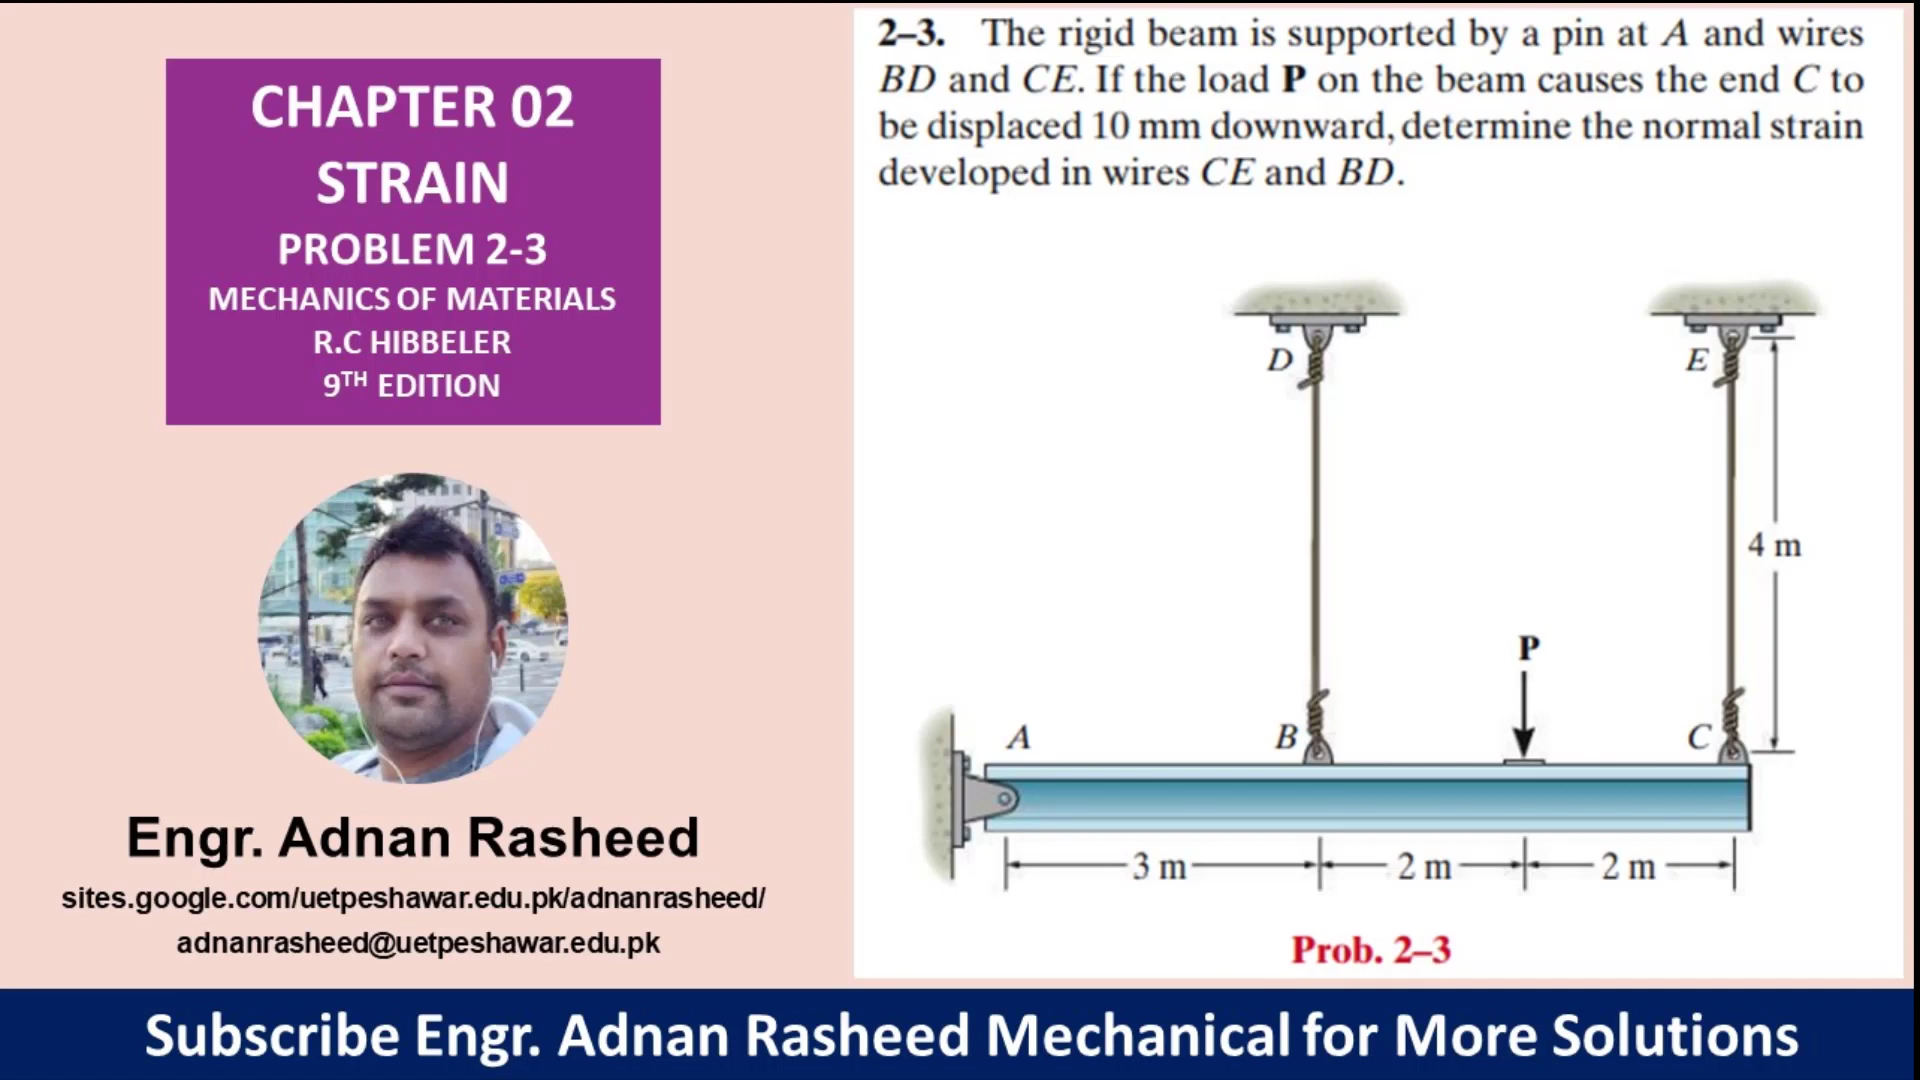 CHAPTER 02
STRAIN
PROBLEM 2-3
MECHANICS OF MATERIALS
R.C HIBBELER
9TH EDITION
Engr. Adnan Rasheed
sites.google.com/uetpeshawar.edu.pk/adnanrasheed/
adnanrasheed@uetpeshawar.edu.pk
2–3. The rigid beam is supported by a pin at A and wires
BD and CE. If the load P on the beam causes the end C to
be displaced 10 mm downward, determine the normal strain
developed in wires CE and BD.
D
E
4 m
P
A
B
C
3 m
2 m
2 m
Prob. 2–3
Subscribe Engr. Adnan Rasheed Mechanical for More Solutions